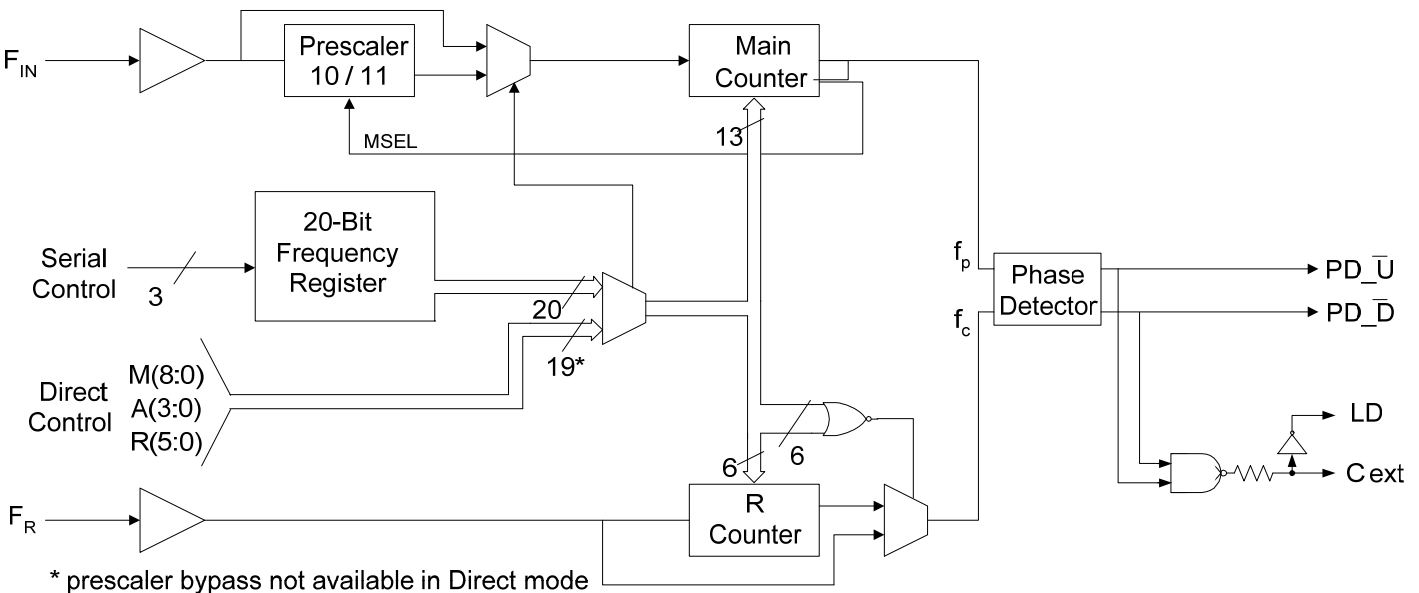 F_IN
Prescaler
10 / 11
Main
Counter
13
MSEL
20-Bit
Frequency
Register
Serial
Control
3
20
19*
Direct
Control
M(8:0)
A(3:0)
R(5:0)
f_p
f_c
Phase
Detector
PD_U̅
PD_D̅
LD
C ext
6
6
F_R
R
Counter
* prescaler bypass not available in Direct mode